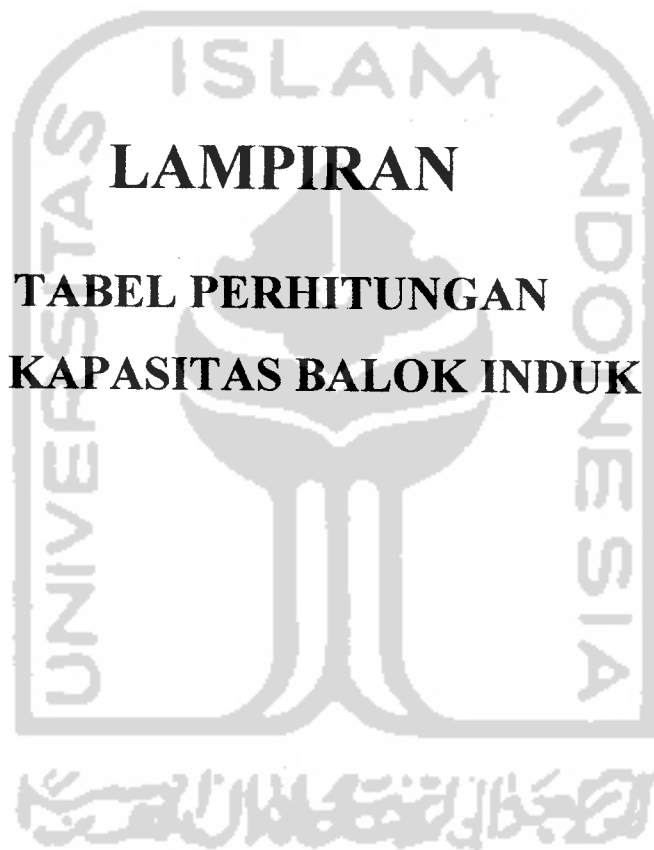 ISLAM
UNIVERSITAS
INDONESIA
LAMPIRAN
TABEL PERHITUNGAN
KAPASITAS BALOK INDUK